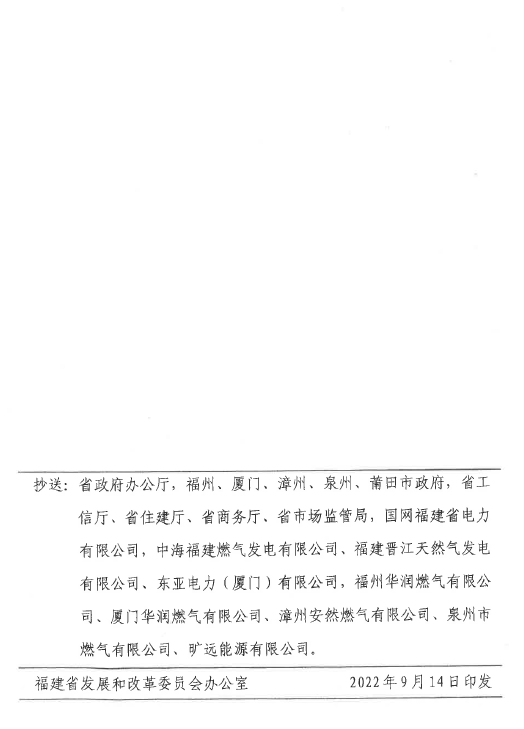 抄送：省政府办公厅，福州、厦门、漳州、泉州、莆田市政府，省工
信厅、省住建厅、省商务厅、省市场监管局，国网福建省电力
有限公司，中海福建燃气发电有限公司、福建晋江天然气发电
有限公司、东亚电力（厦门）有限公司，福州华润燃气有限公
司、厦门华润燃气有限公司、漳州安然燃气有限公司、泉州市
燃气有限公司、旷远能源有限公司。
福建省发展和改革委员会办公室 2022年9月14日印发